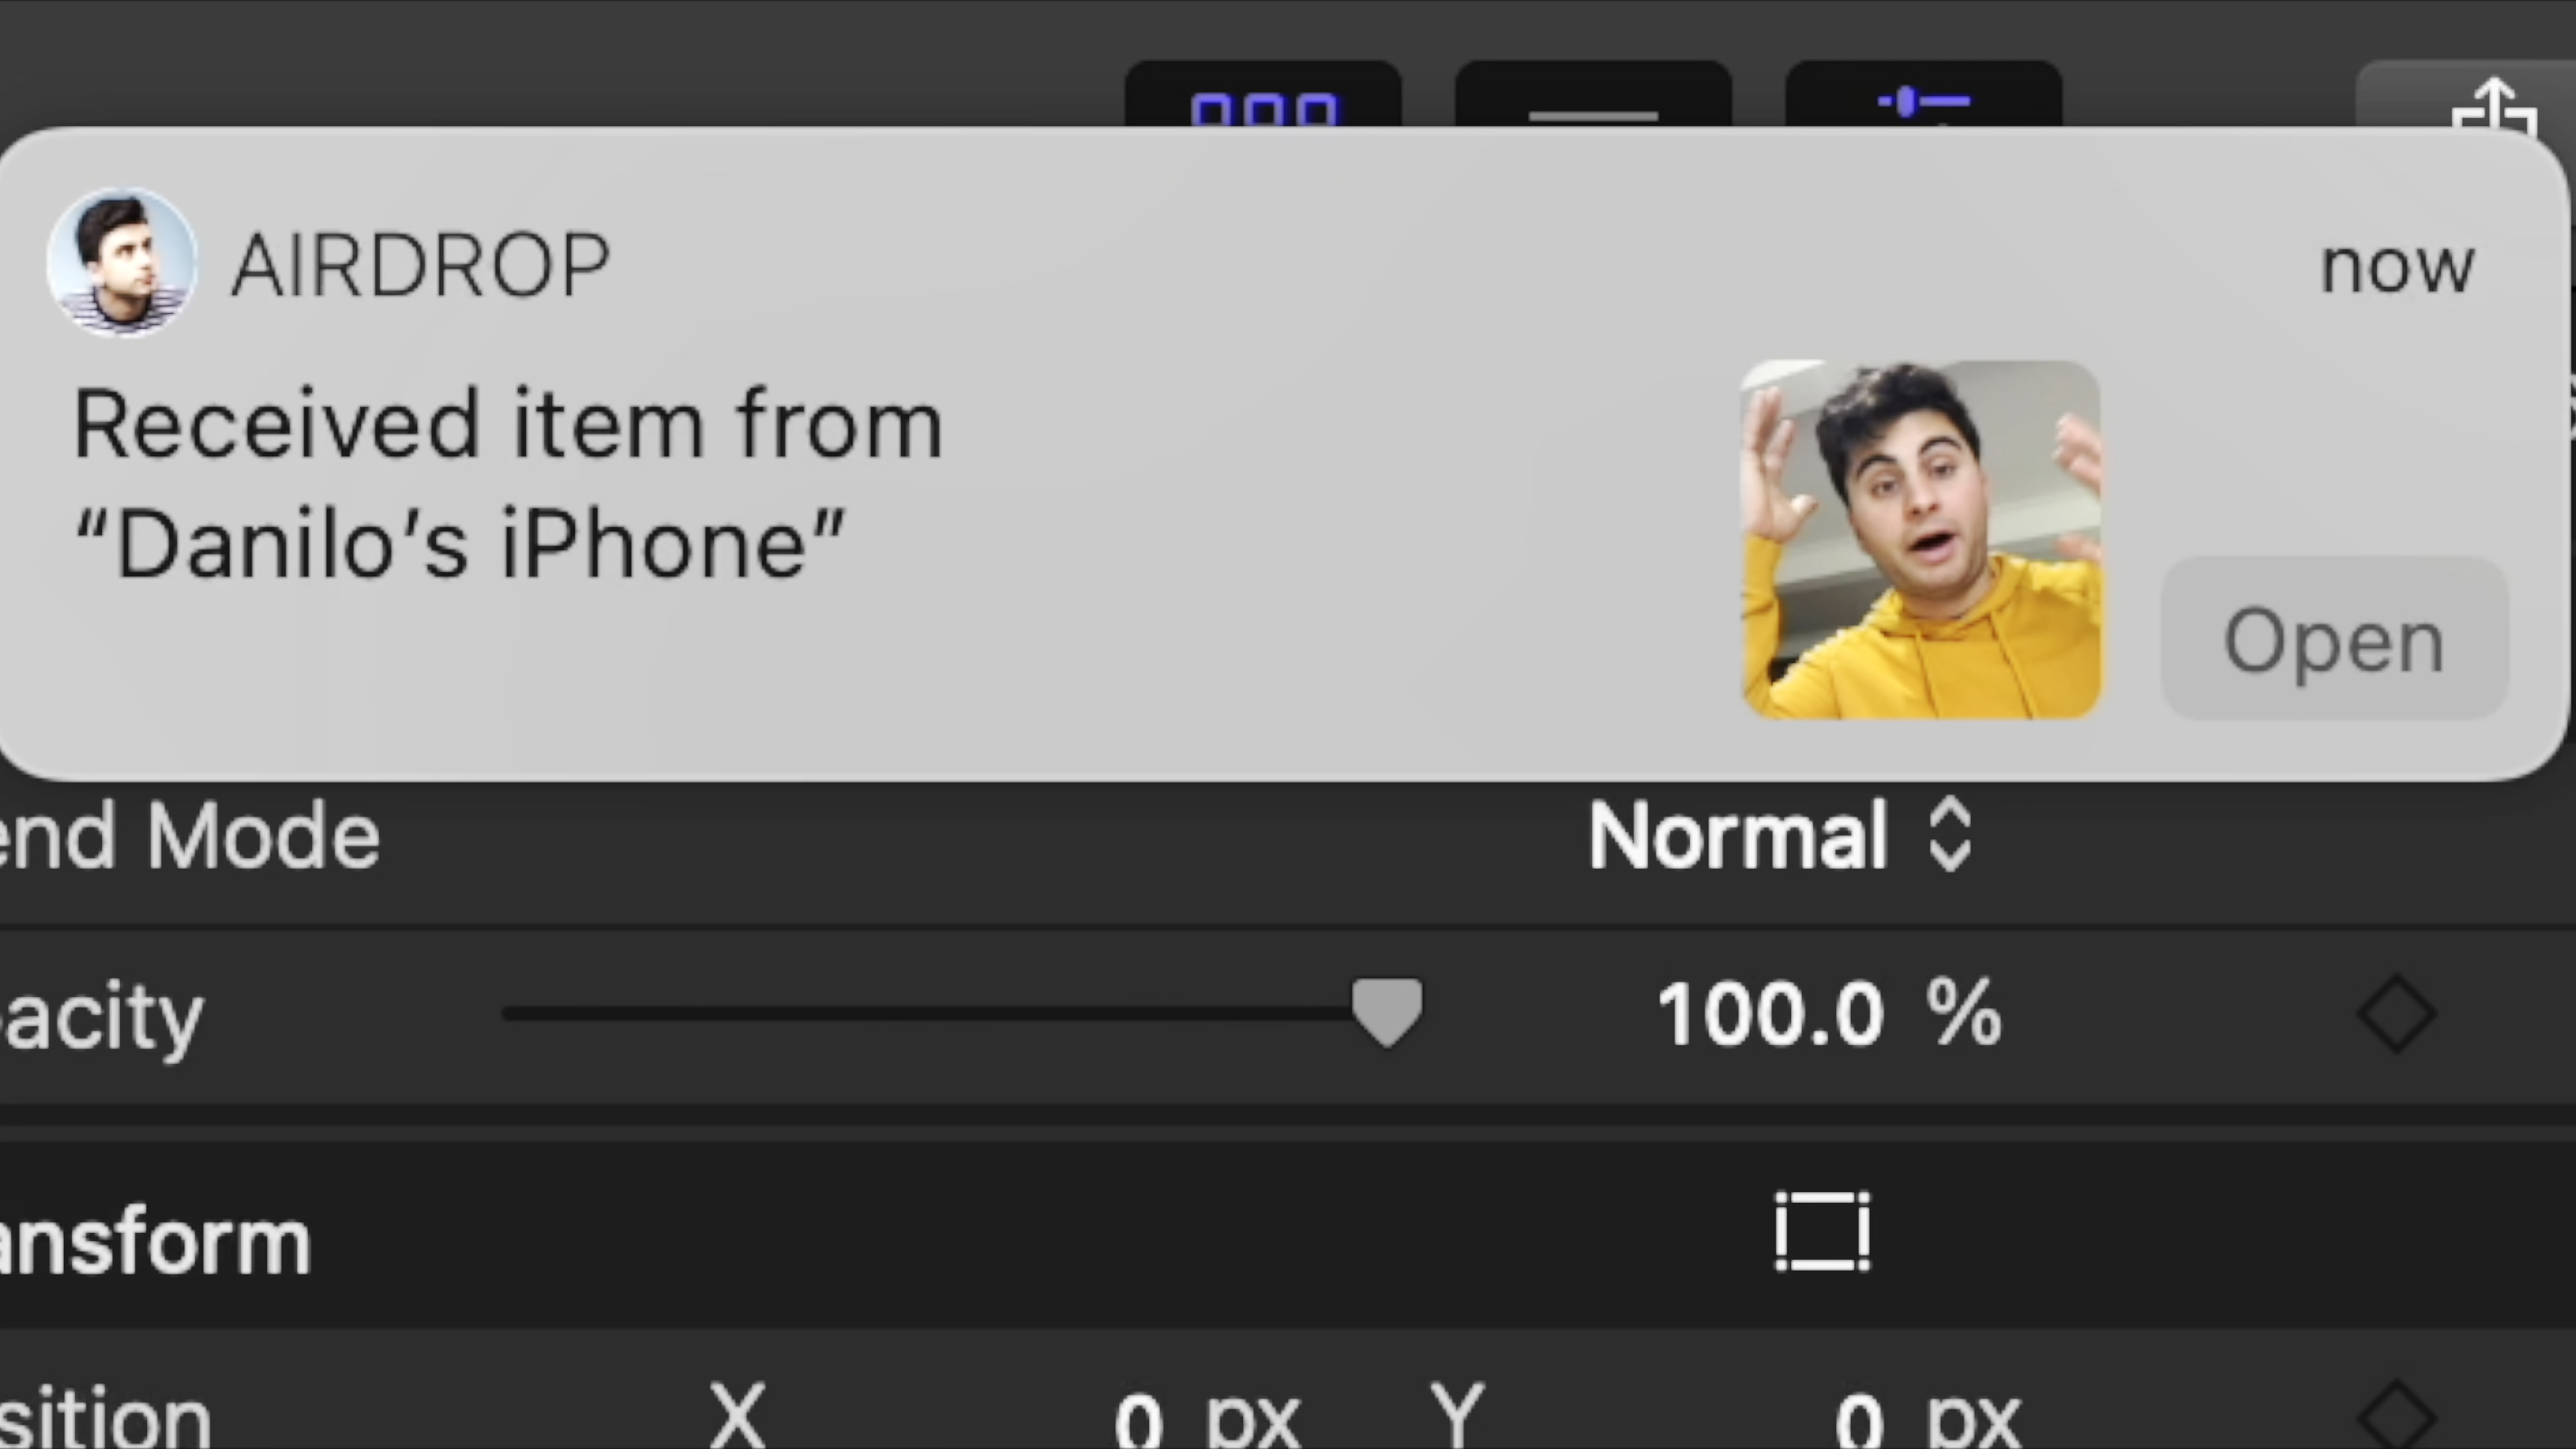 AIRDROP
now
Received item from
“Danilo’s iPhone”
Open
end Mode
Normal
acity
100.0 %
ansform
sition
X
0 px
Y
0 px